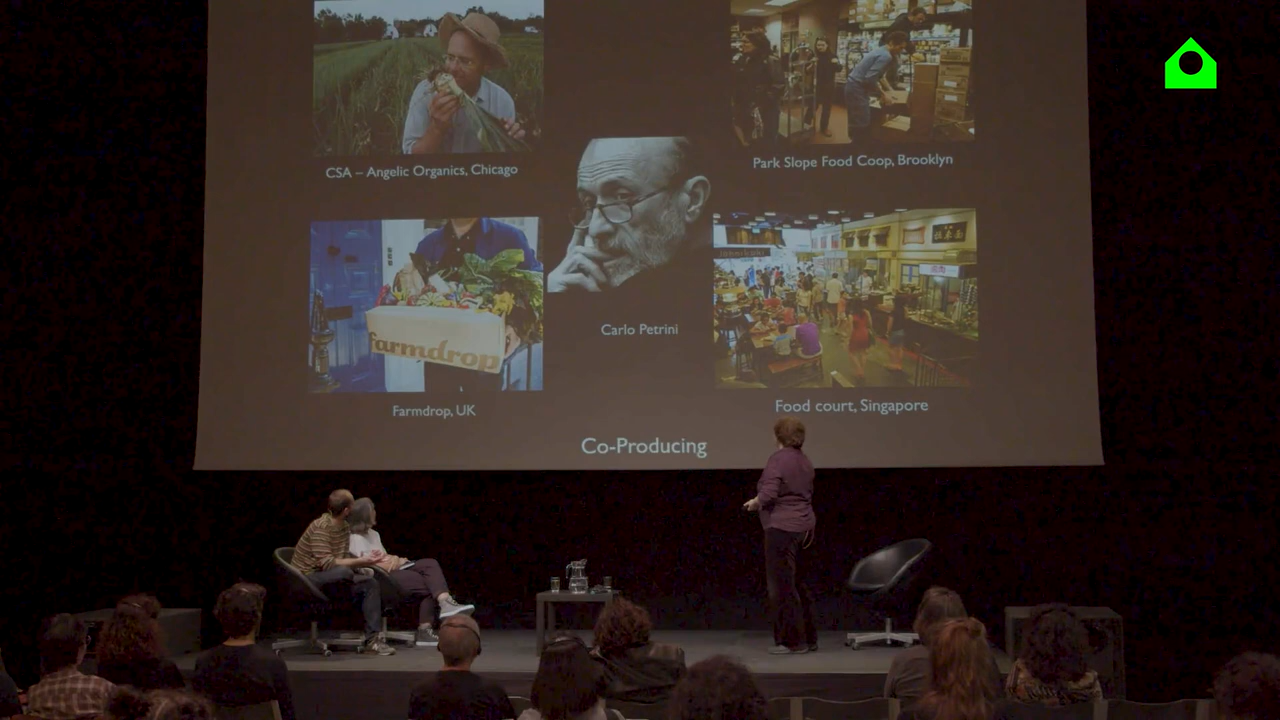 CSA – Angelic Organics, Chicago
Park Slope Food Coop, Brooklyn
farmdrop
Carlo Petrini
Farmdrop, UK
Food court, Singapore
Co-Producing